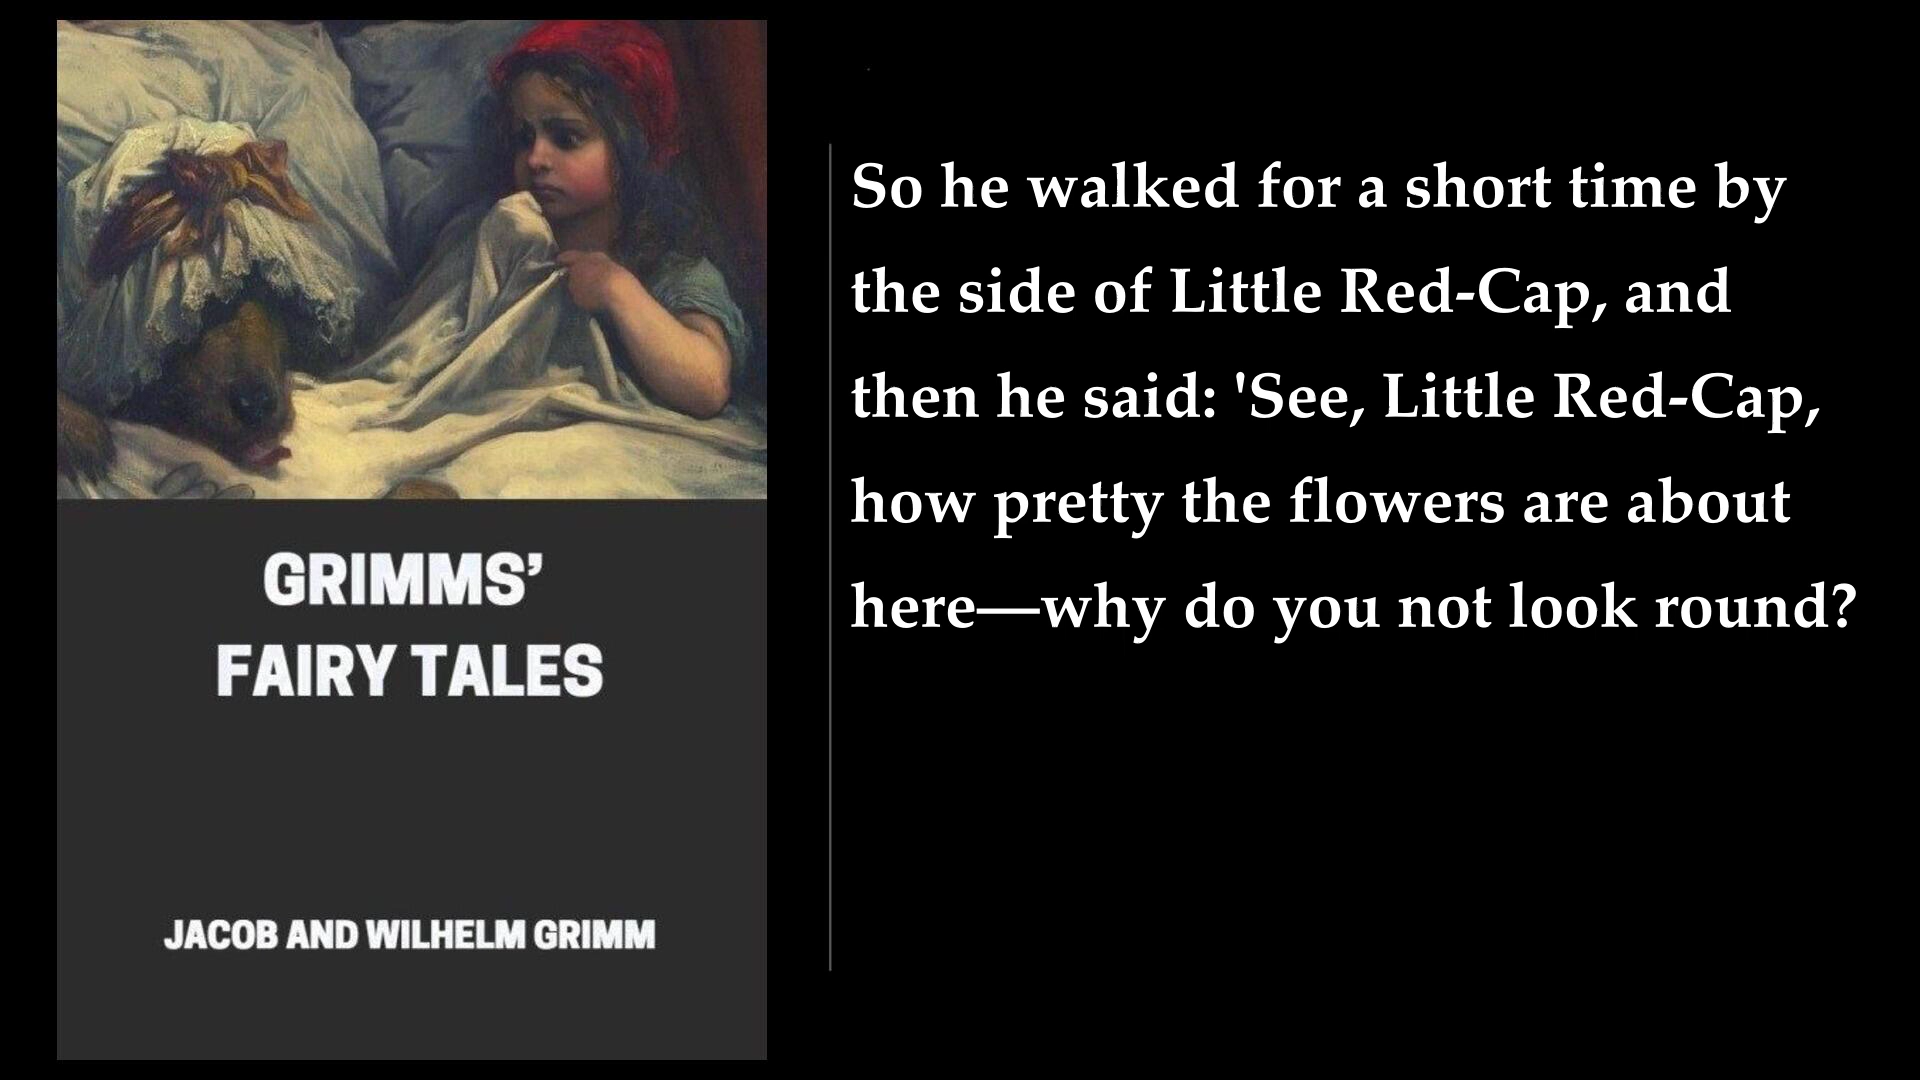 GRIMMS’
FAIRY TALES
JACOB AND WILHELM GRIMM
So he walked for a short time by
the side of Little Red-Cap, and
then he said: 'See, Little Red-Cap,
how pretty the flowers are about
here—why do you not look round?